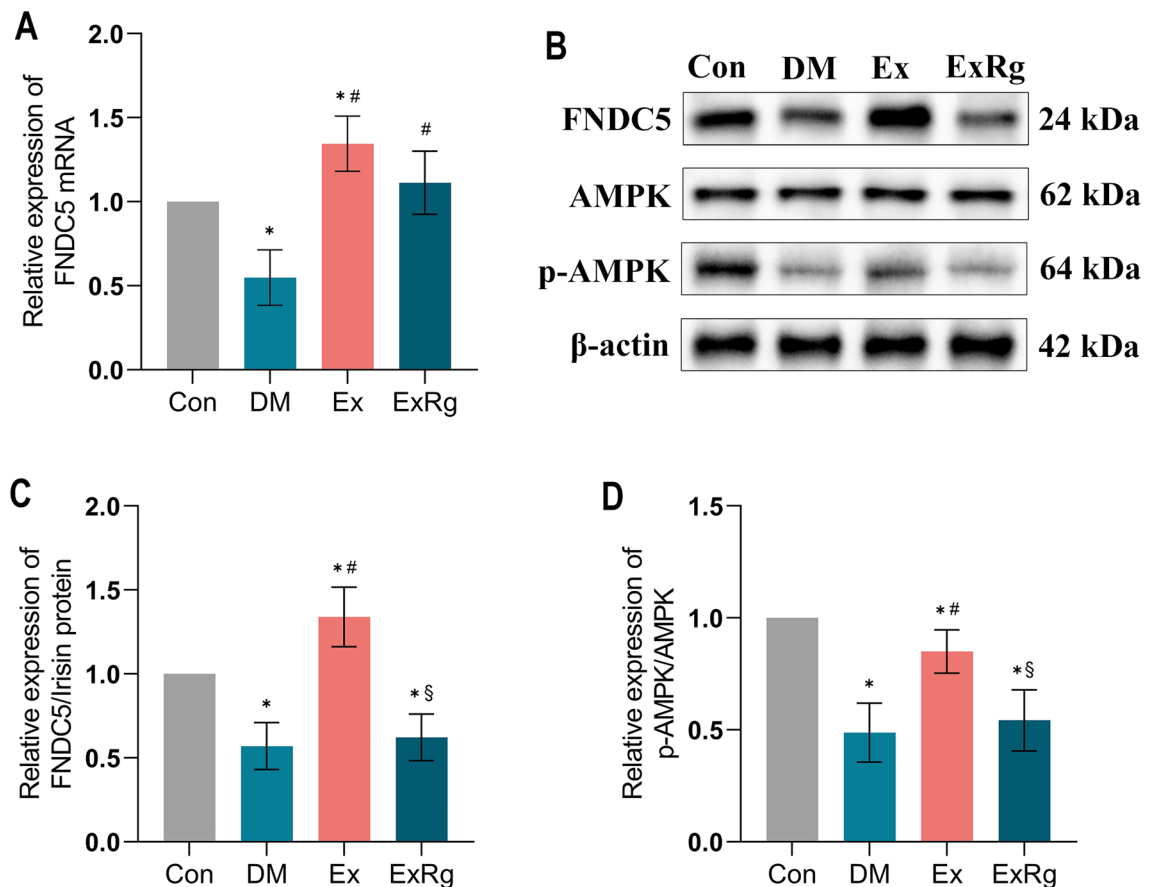 A
Relative expression of
FNDC5 mRNA
2.0
1.5
1.0
0.5
0.0
*
* #
#
Con DM Ex ExRg
B
Con DM Ex ExRg
FNDC5 24 kDa
AMPK 62 kDa
p-AMPK 64 kDa
β-actin 42 kDa
C
Relative expression of
FNDC5/Irisin protein
2.0
1.5
1.0
0.5
0.0
*
* #
* §
Con DM Ex ExRg
D
Relative expression of
p-AMPK/AMPK
1.5
1.0
0.5
0.0
*
* #
* §
Con DM Ex ExRg